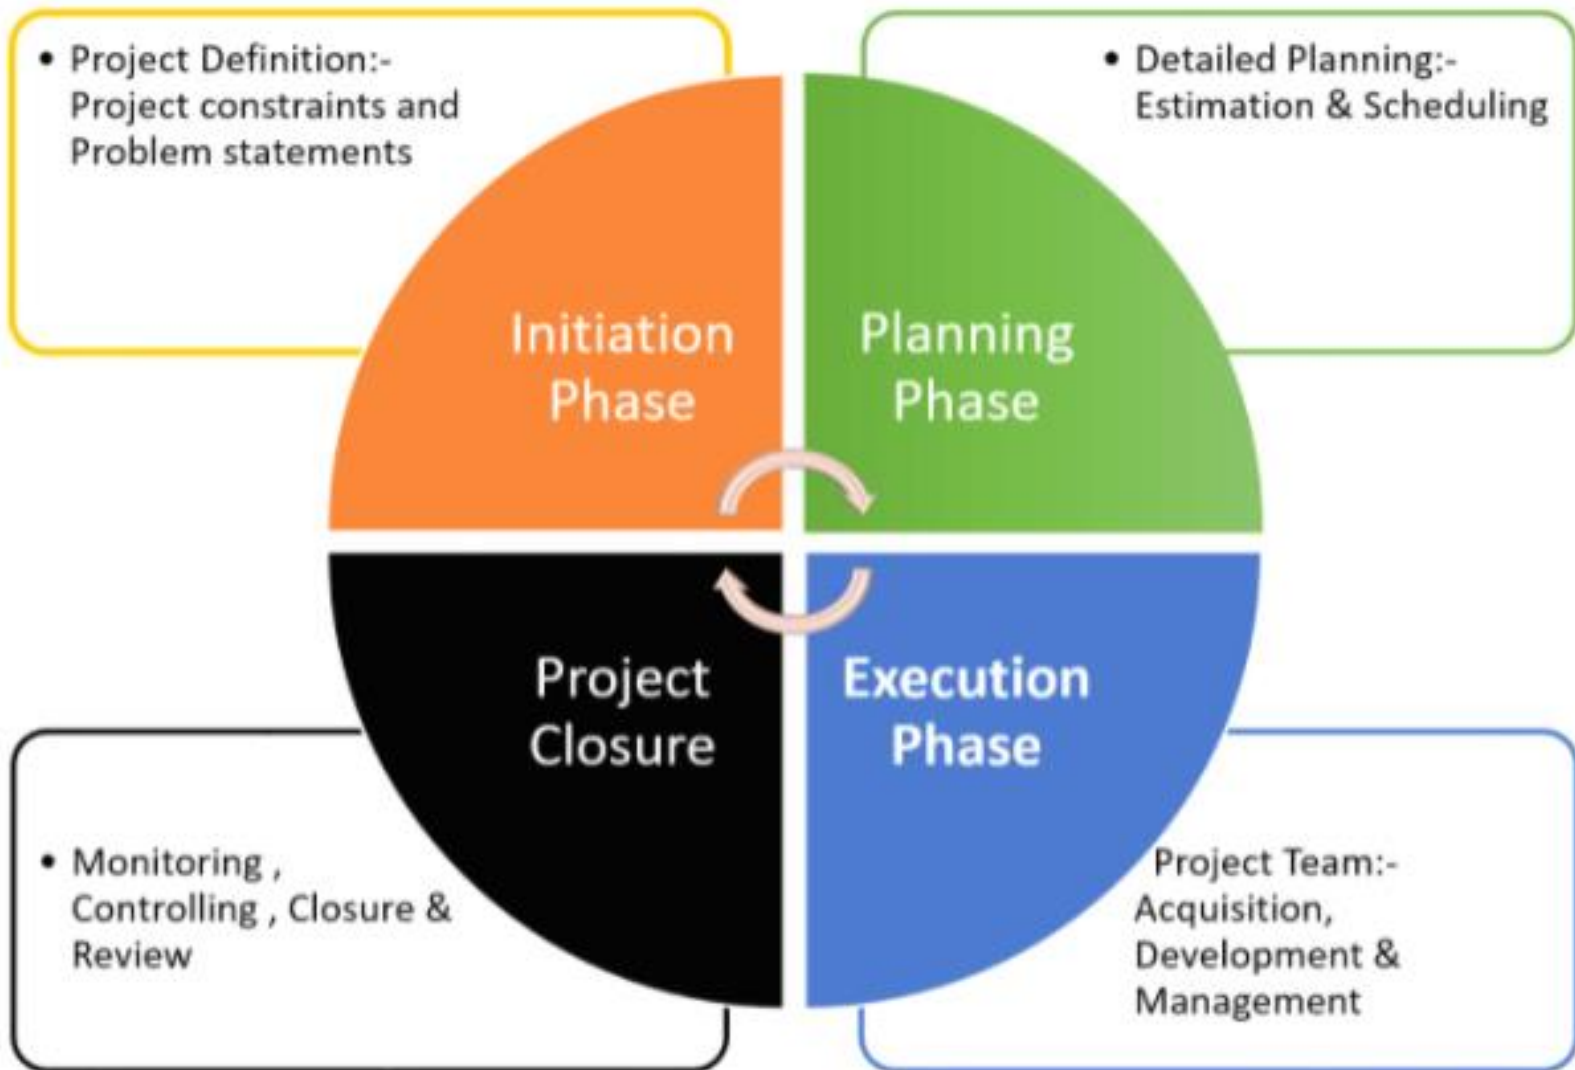 • Project Definition:-
Project constraints and
Problem statements
• Detailed Planning:-
Estimation & Scheduling
Initiation
Phase
Planning
Phase
Project
Closure
Execution
Phase
• Monitoring ,
Controlling , Closure &
Review
Project Team:-
Acquisition,
Development &
Management